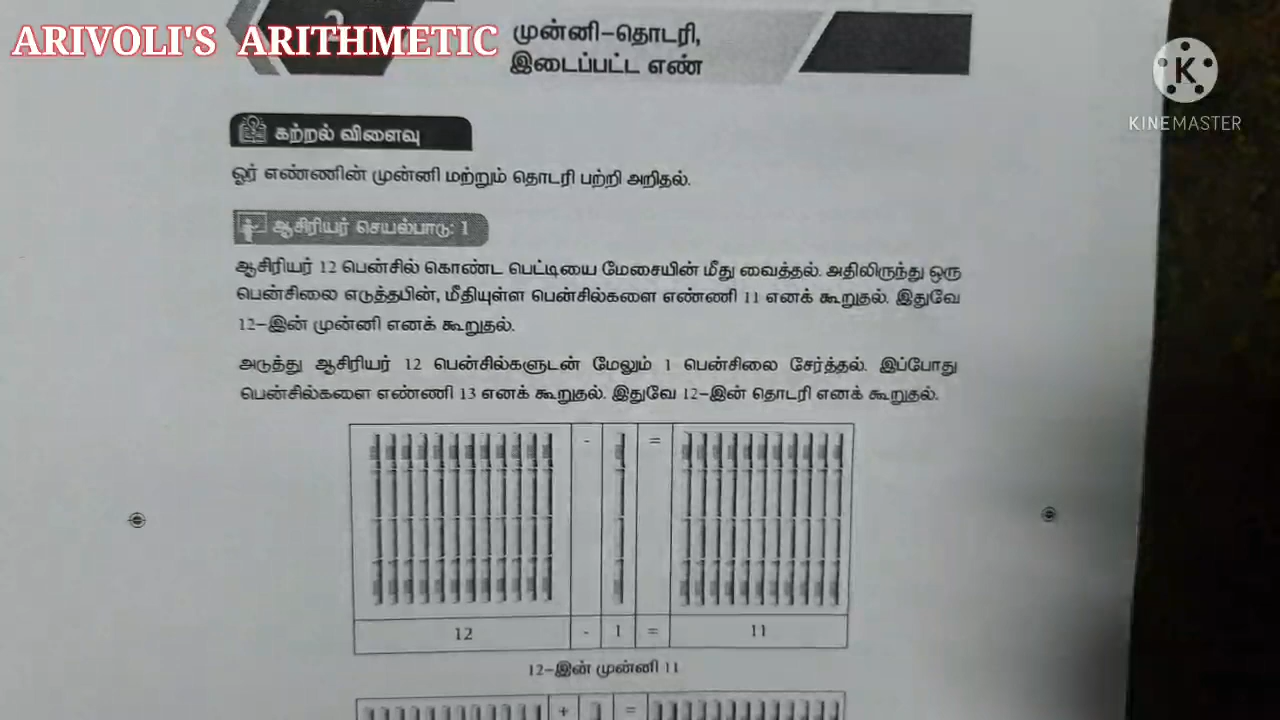 ARIVOLI'S ARITHMETIC
2
முன்னி-தொடரி,
இடைப்பட்ட எண்
K
KINEMASTER
கற்றல் விளைவு
ஓர் எண்ணின் முன்னி மற்றும் தொடரி பற்றி அறிதல்.
ஆசிரியர் செயல்பாடு: 1
ஆசிரியர் 12 பென்சில் கொண்ட பெட்டியை மேசையின் மீது வைத்தல். அதிலிருந்து ஒரு
பென்சிலை எடுத்தபின், மீதியுள்ள பென்சில்களை எண்ணி 11 எனக் கூறுதல். இதுவே
12-இன் முன்னி எனக் கூறுதல்.
அடுத்து ஆசிரியர் 12 பென்சில்களுடன் மேலும் 1 பென்சிலை சேர்த்தல். இப்போது
பென்சில்களை எண்ணி 13 எனக் கூறுதல். இதுவே 12-இன் தொடரி எனக் கூறுதல்.
- =
12 - 1 = 11
12-இன் முன்னி 11
+ =